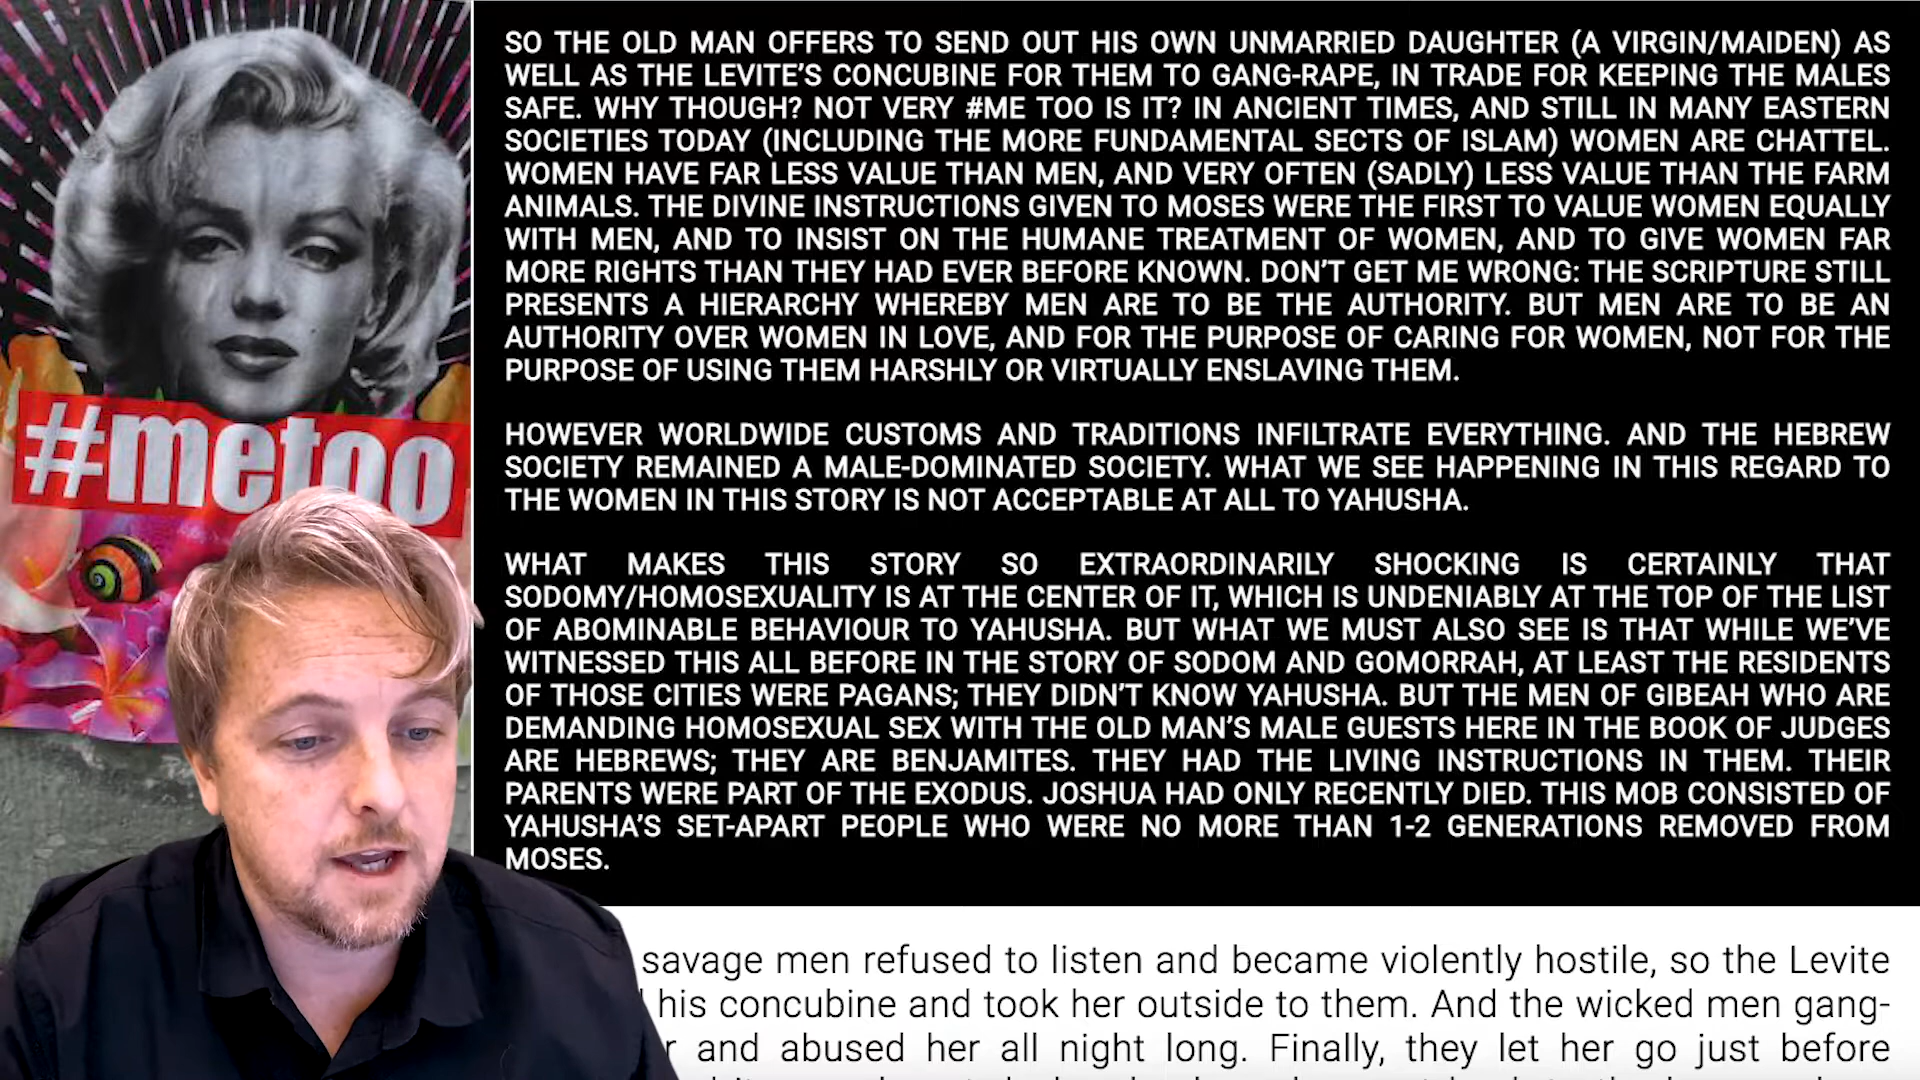 #metoo
SO THE OLD MAN OFFERS TO SEND OUT HIS OWN UNMARRIED DAUGHTER (A VIRGIN/MAIDEN) AS
WELL AS THE LEVITE'S CONCUBINE FOR THEM TO GANG-RAPE, IN TRADE FOR KEEPING THE MALES
SAFE. WHY THOUGH? NOT VERY #ME TOO IS IT? IN ANCIENT TIMES, AND STILL IN MANY EASTERN
SOCIETIES TODAY (INCLUDING THE MORE FUNDAMENTAL SECTS OF ISLAM) WOMEN ARE CHATTEL.
WOMEN HAVE FAR LESS VALUE THAN MEN, AND VERY OFTEN (SADLY) LESS VALUE THAN THE FARM
ANIMALS. THE DIVINE INSTRUCTIONS GIVEN TO MOSES WERE THE FIRST TO VALUE WOMEN EQUALLY
WITH MEN, AND TO INSIST ON THE HUMANE TREATMENT OF WOMEN, AND TO GIVE WOMEN FAR
MORE RIGHTS THAN THEY HAD EVER BEFORE KNOWN. DON'T GET ME WRONG: THE SCRIPTURE STILL
PRESENTS A HIERARCHY WHEREBY MEN ARE TO BE THE AUTHORITY. BUT MEN ARE TO BE AN
AUTHORITY OVER WOMEN IN LOVE, AND FOR THE PURPOSE OF CARING FOR WOMEN, NOT FOR THE
PURPOSE OF USING THEM HARSHLY OR VIRTUALLY ENSLAVING THEM.
HOWEVER WORLDWIDE CUSTOMS AND TRADITIONS INFILTRATE EVERYTHING. AND THE HEBREW
SOCIETY REMAINED A MALE-DOMINATED SOCIETY. WHAT WE SEE HAPPENING IN THIS REGARD TO
THE WOMEN IN THIS STORY IS NOT ACCEPTABLE AT ALL TO YAHUSHA.
WHAT MAKES THIS STORY SO EXTRAORDINARILY SHOCKING IS CERTAINLY THAT
SODOMY/HOMOSEXUALITY IS AT THE CENTER OF IT, WHICH IS UNDENIABLY AT THE TOP OF THE LIST
OF ABOMINABLE BEHAVIOUR TO YAHUSHA. BUT WHAT WE MUST ALSO SEE IS THAT WHILE WE'VE
WITNESSED THIS ALL BEFORE IN THE STORY OF SODOM AND GOMORRAH, AT LEAST THE RESIDENTS
OF THOSE CITIES WERE PAGANS; THEY DIDN'T KNOW YAHUSHA. BUT THE MEN OF GIBEAH WHO ARE
DEMANDING HOMOSEXUAL SEX WITH THE OLD MAN'S MALE GUESTS HERE IN THE BOOK OF JUDGES
ARE HEBREWS; THEY ARE BENJAMITES. THEY HAD THE LIVING INSTRUCTIONS IN THEM. THEIR
PARENTS WERE PART OF THE EXODUS. JOSHUA HAD ONLY RECENTLY DIED. THIS MOB CONSISTED OF
YAHUSHA'S SET-APART PEOPLE WHO WERE NO MORE THAN 1-2 GENERATIONS REMOVED FROM
MOSES.
savage men refused to listen and became violently hostile, so the Levite
his concubine and took her outside to them. And the wicked men gang-
and abused her all night long. Finally, they let her go just before